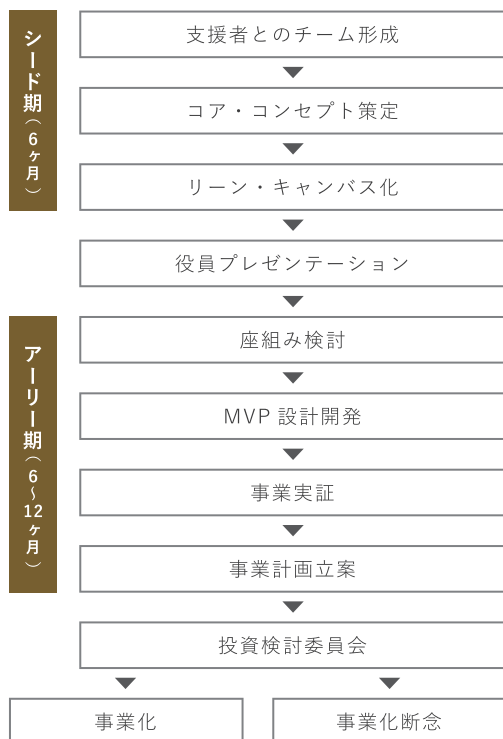 シード期（6ヶ月）
支援者とのチーム形成
コア・コンセプト策定
リーン・キャンバス化
役員プレゼンテーション
アーリー期（6〜12ヶ月）
座組み検討
MVP 設計開発
事業実証
事業計画立案
投資検討委員会
事業化
事業化断念